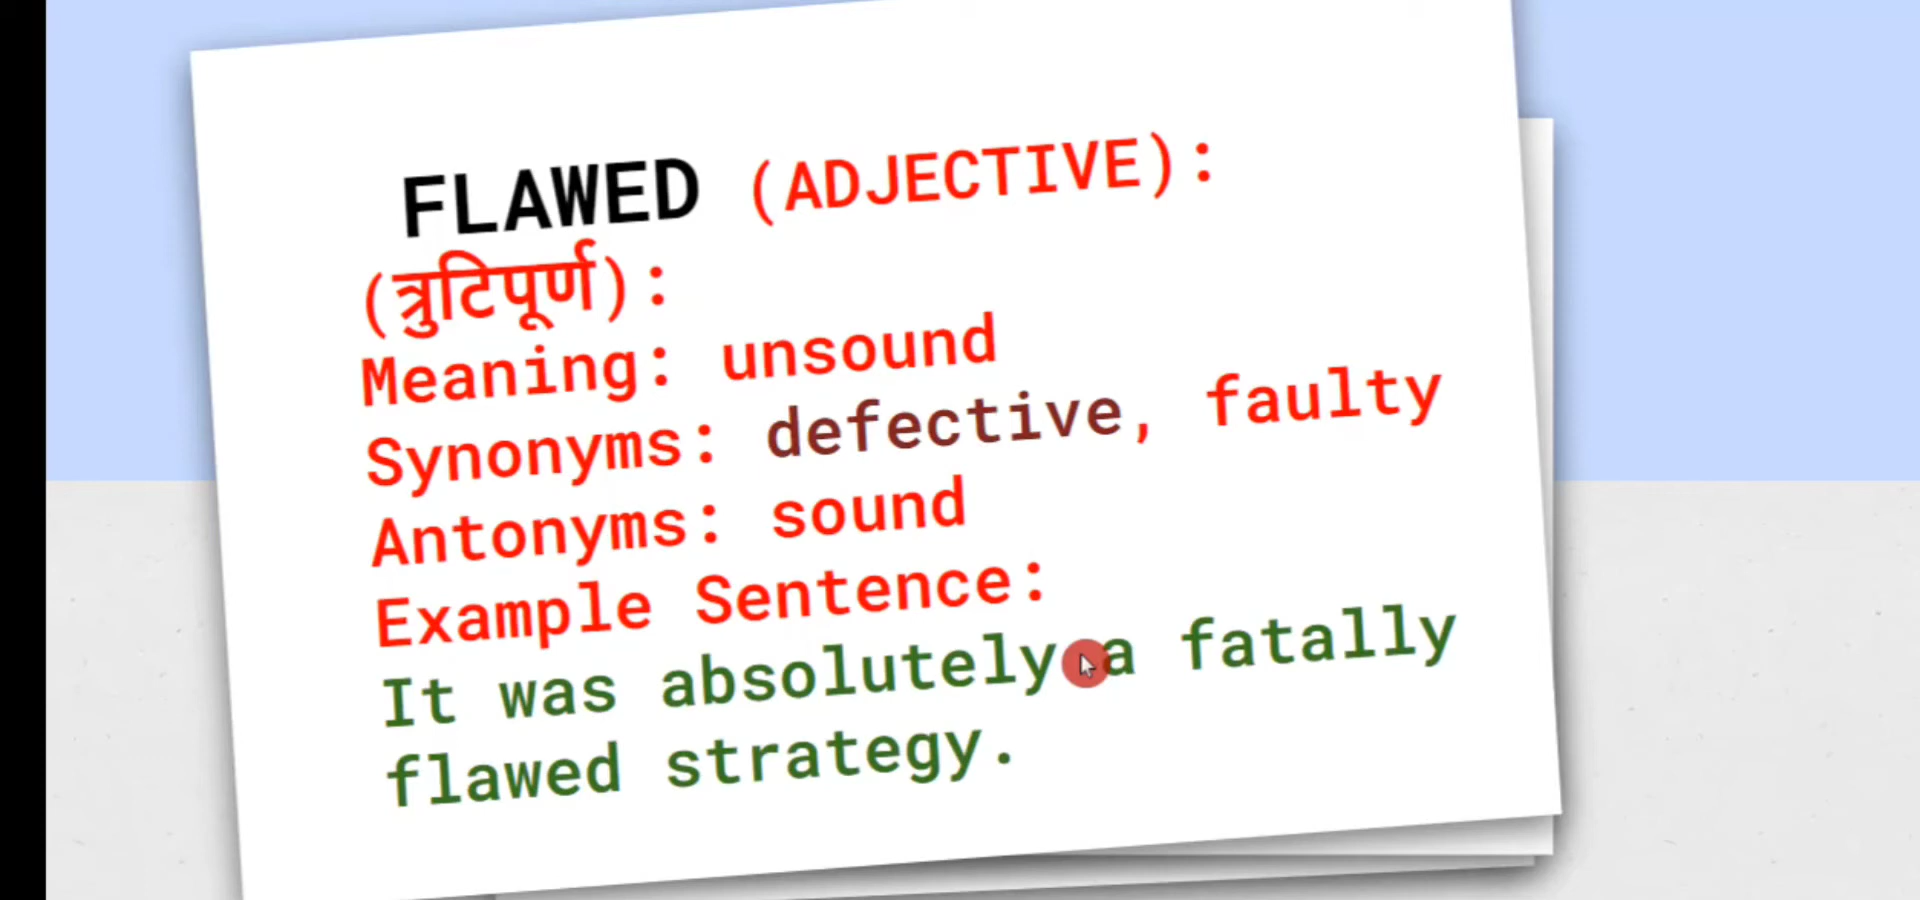 FLAWED (ADJECTIVE):
(त्रुटिपूर्ण):
Meaning: unsound
Synonyms: defective, faulty
Antonyms: sound
Example Sentence:
It was absolutely a fatally
flawed strategy.